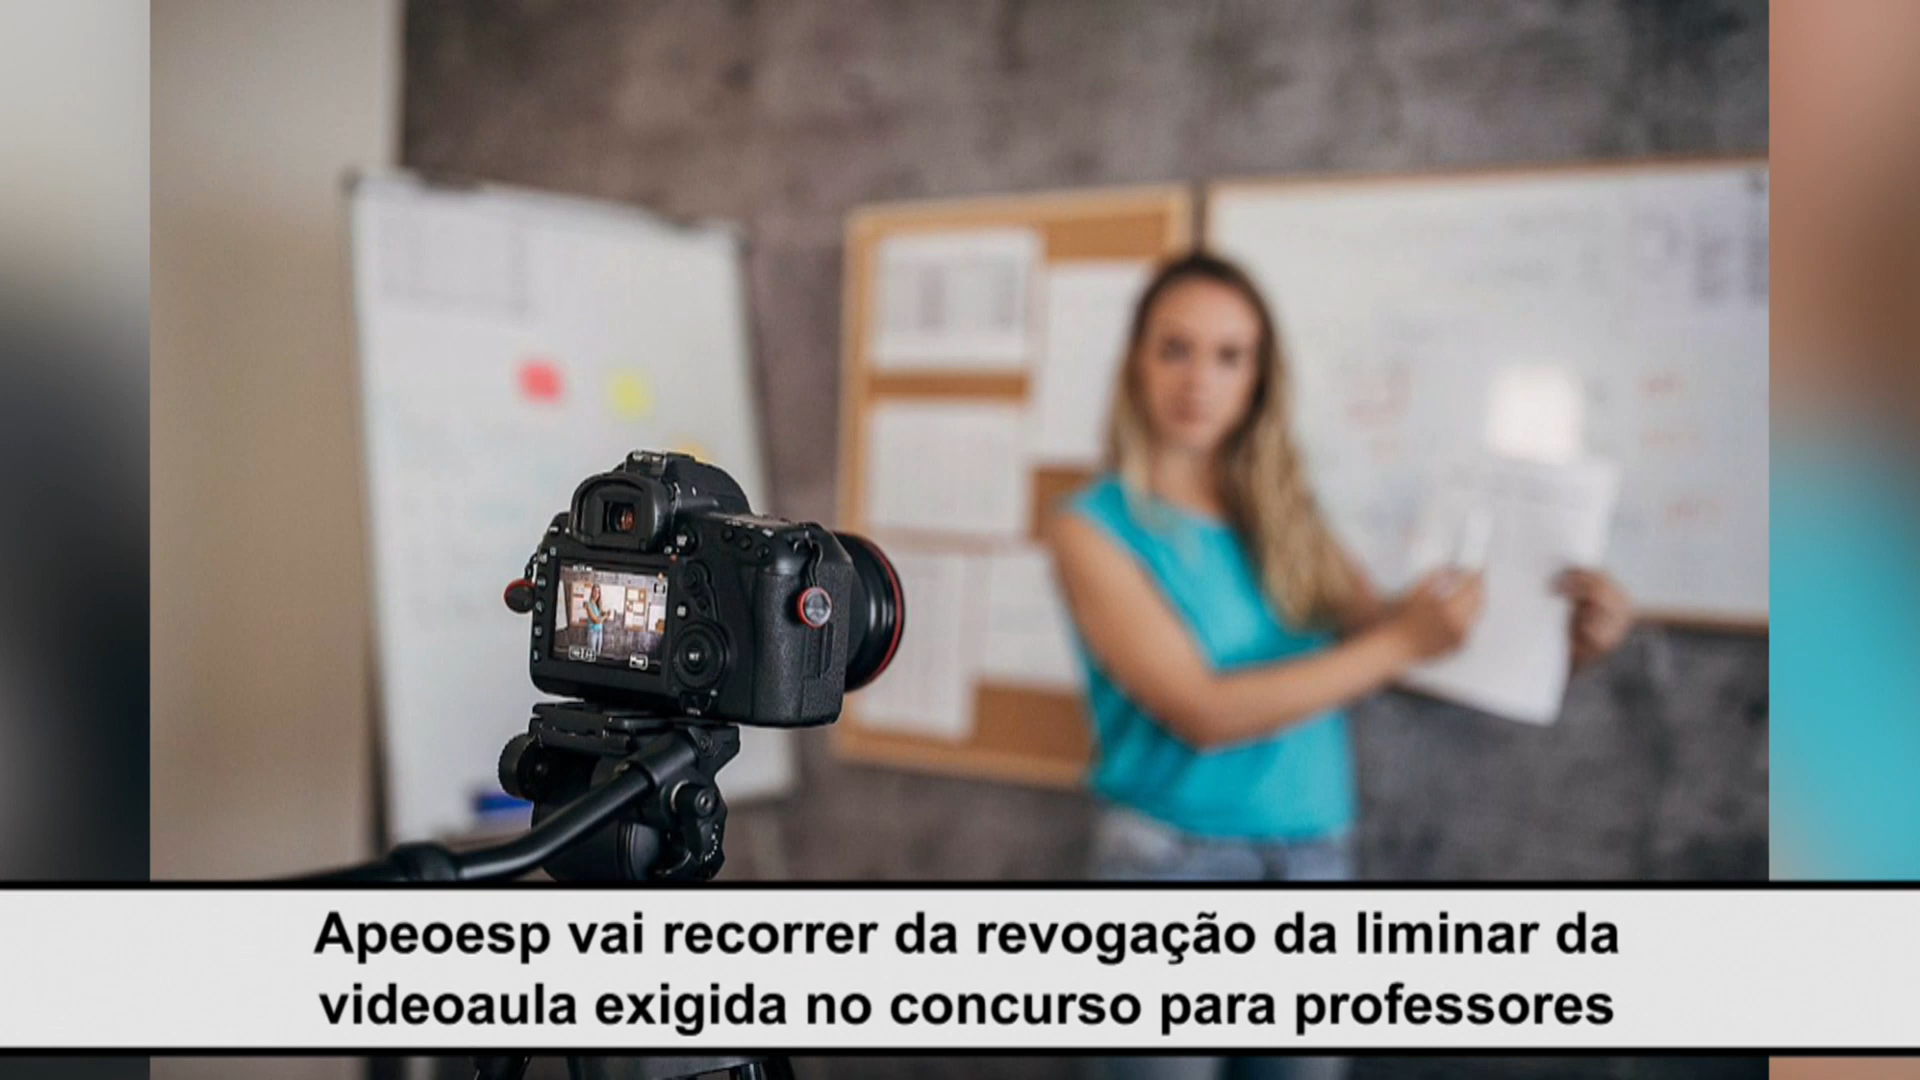 Apeoesp vai recorrer da revogação da liminar da
videoaula exigida no concurso para professores